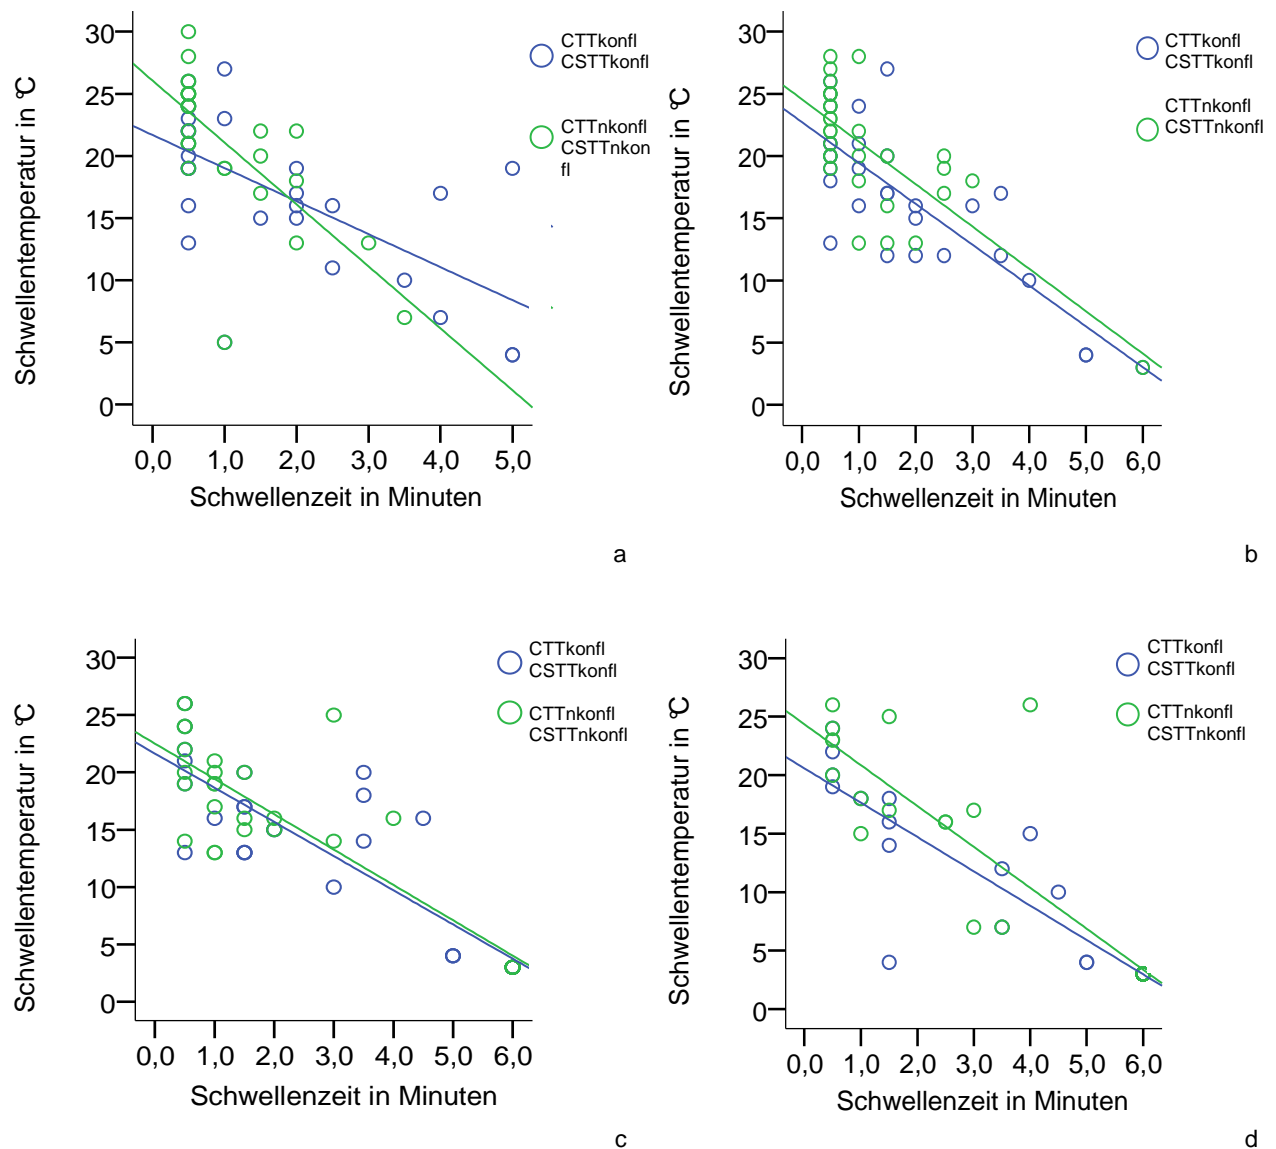 30
25
20
15
10
5
0
Schwellentemperatur in °C
0,0 1,0 2,0 3,0 4,0 5,0
Schwellenzeit in Minuten
CTTkonfl
CSTTkonfl
CTTnkonfl
CSTTnkon
fl
a
30
25
20
15
10
5
0
Schwellentemperatur in °C
0,0 1,0 2,0 3,0 4,0 5,0 6,0
Schwellenzeit in Minuten
CTTkonfl
CSTTkonfl
CTTnkonfl
CSTTnkonfl
b
30
25
20
15
10
5
0
Schwellentemperatur in °C
0,0 1,0 2,0 3,0 4,0 5,0 6,0
Schwellenzeit in Minuten
CTTkonfl
CSTTkonfl
CTTnkonfl
CSTTnkonfl
c
30
25
20
15
10
5
0
Schwellentemperatur in °C
0,0 1,0 2,0 3,0 4,0 5,0 6,0
Schwellenzeit in Minuten
CTTkonfl
CSTTkonfl
CTTnkonfl
CSTTnkonfl
d